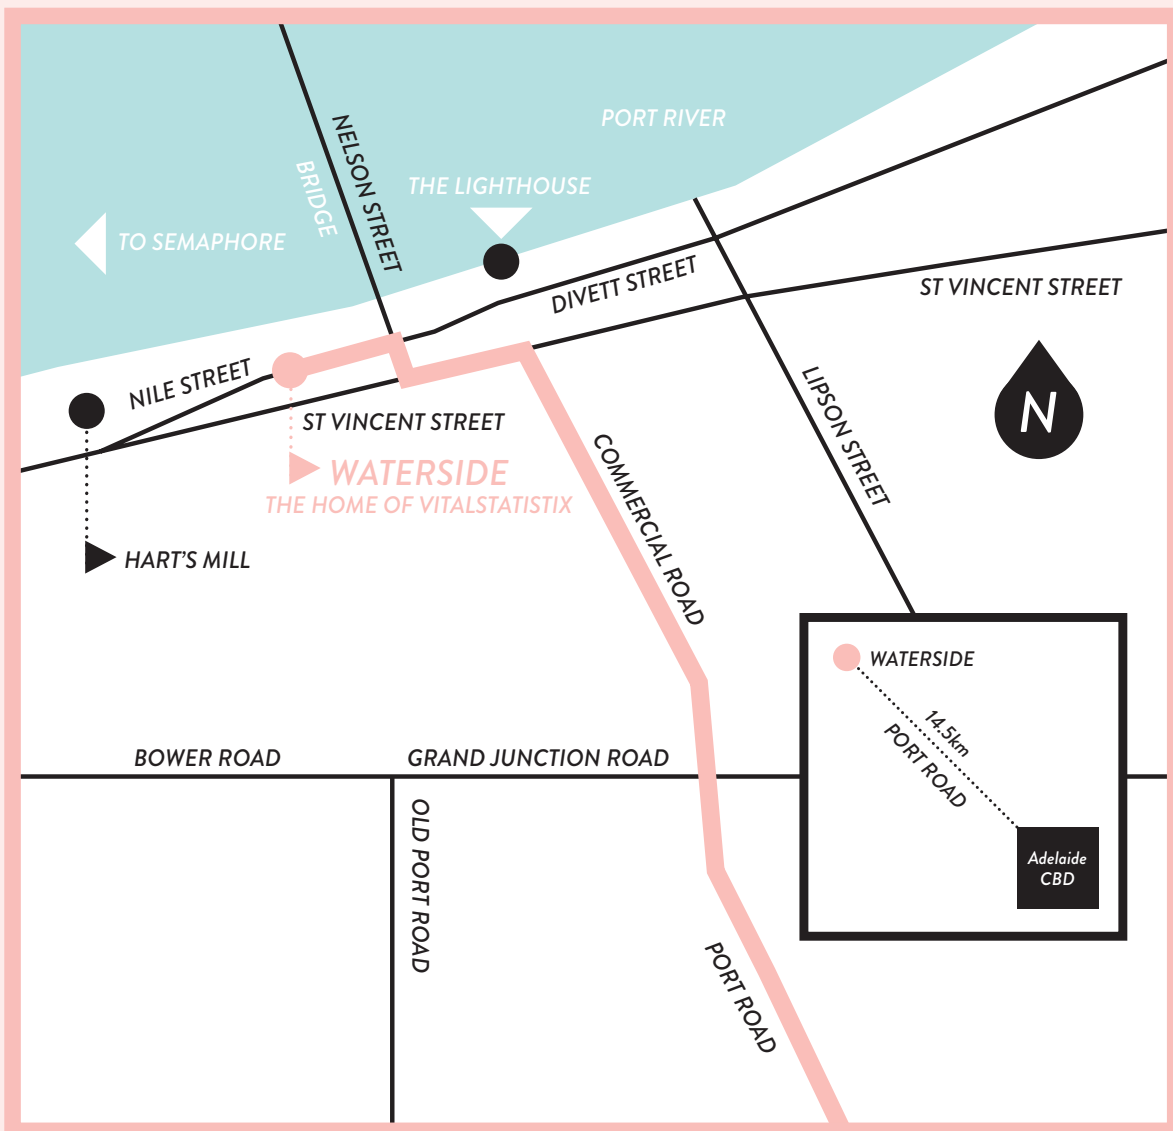 PORT RIVER
NELSON STREET
BRIDGE
THE LIGHTHOUSE
TO SEMAPHORE
DIVETT STREET
ST VINCENT STREET
NILE STREET
LIPSON STREET
N
ST VINCENT STREET
WATERSIDE
THE HOME OF VITALSTATISTIX
COMMERCIAL ROAD
HART'S MILL
WATERSIDE
14.5km
PORT ROAD
BOWER ROAD
GRAND JUNCTION ROAD
OLD PORT ROAD
Adelaide
CBD
PORT ROAD